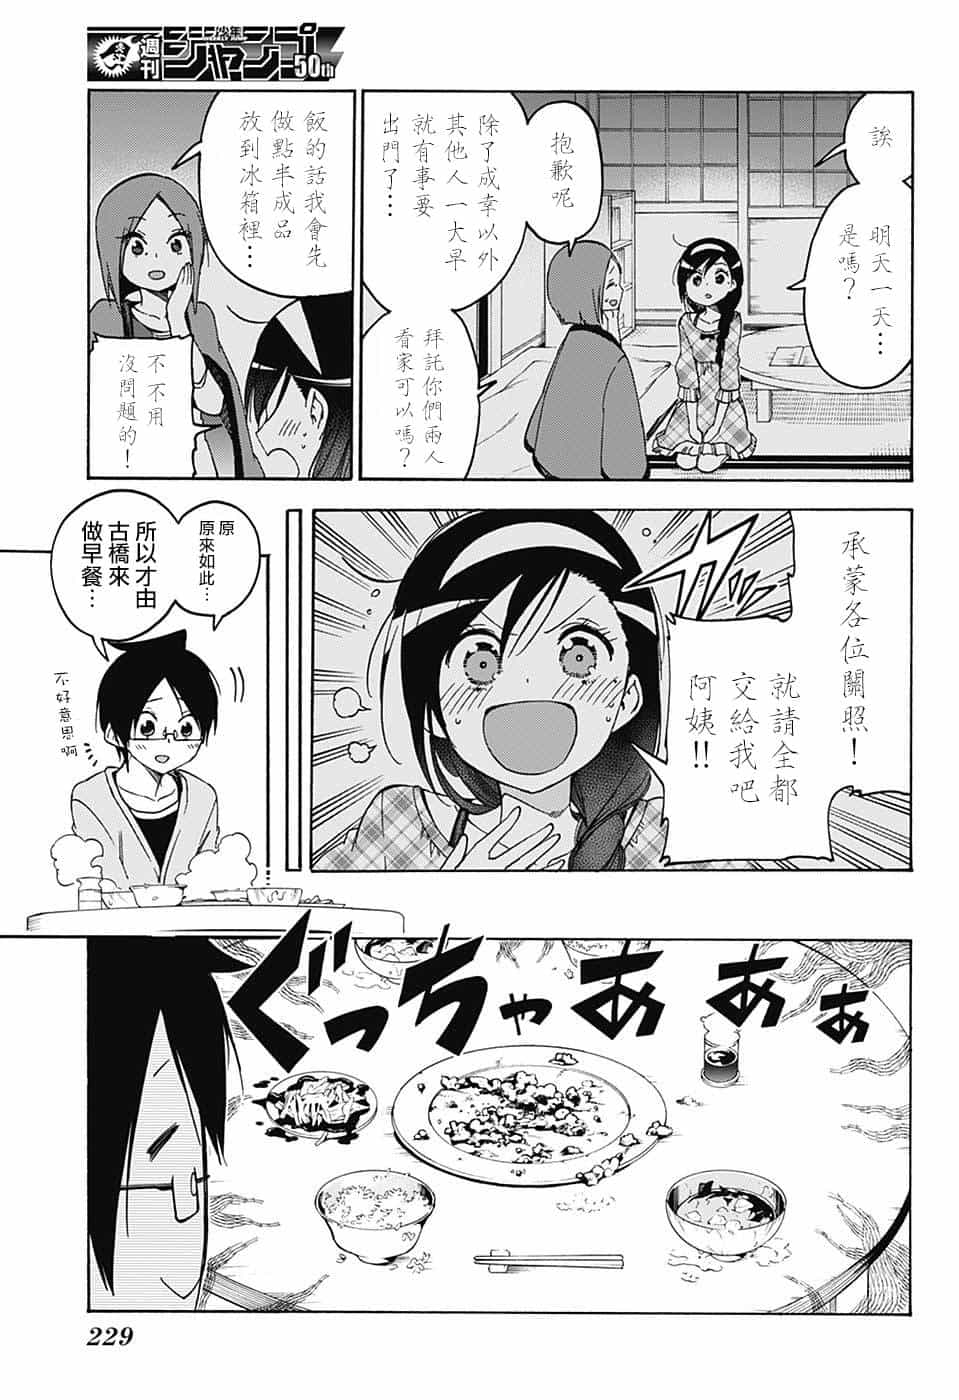 週刊
少年
ジャンプ
50th
誒
明天一天…
是嗎？
抱歉呢
除了成幸以外
其他人一大早
就有事要
出門了…
拜託你們兩人
看家可以嗎？
飯的話我會先
做點半成品
放到冰箱裡…
不不用
沒問題的！
承蒙各位關照！
就請全都
交給我吧
阿姨!!
原
原來如此…
所以才由
古橋來
做早餐…
不好意思啊
ぐっちゃあああぁ
229